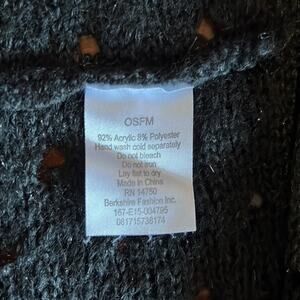 OSFM
92% Acrylic 8% Polyester
Hand wash cold separately
Do not bleach
Do not iron
Lay flat to dry
Made in China
RN 14750
Berkshire Fashion Inc.
167-E15-004795
081715738174